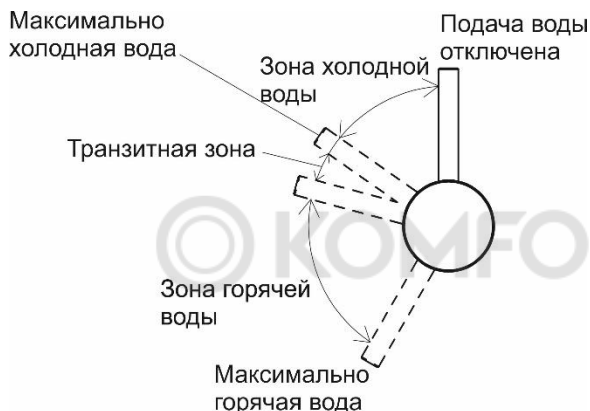 Максимально
холодная вода
Подача воды
отключена
Зона холодной
воды
Транзитная зона
KOMFO
Зона горячей
воды
Максимально
горячая вода